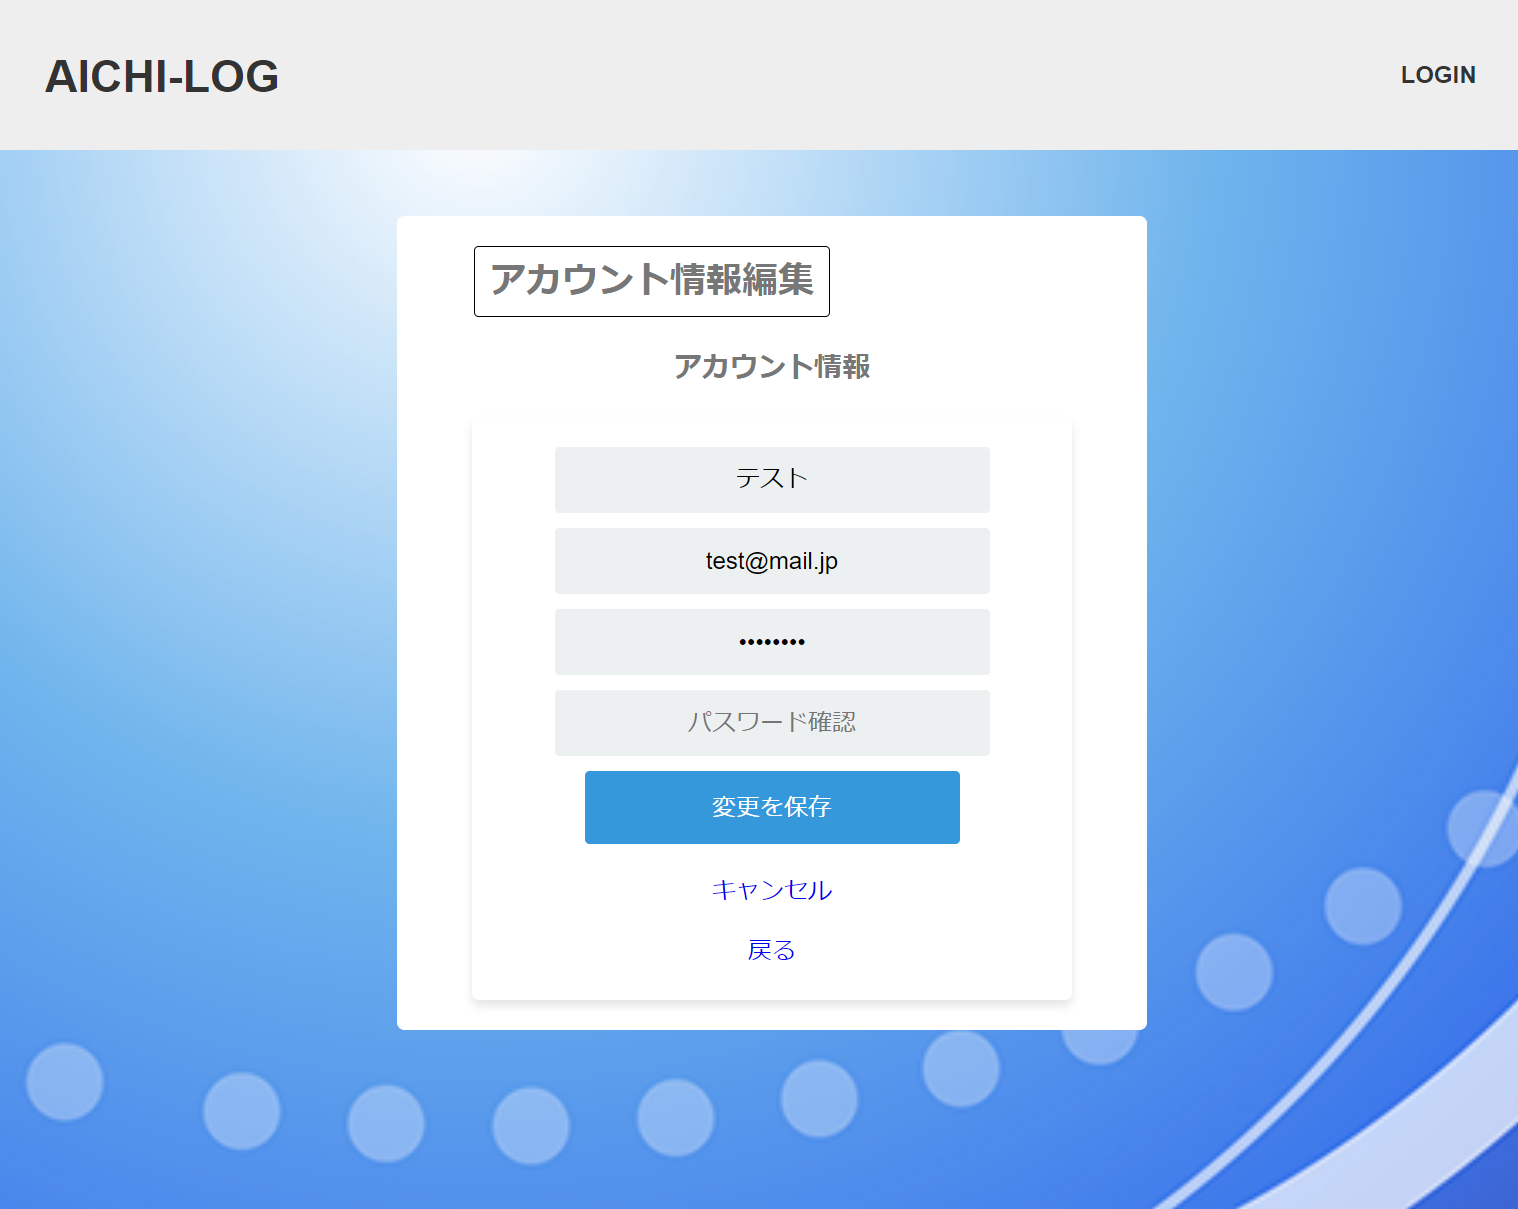 AICHI-LOG
LOGIN
アカウント情報編集
アカウント情報
テスト
test@mail.jp
••••••••
パスワード確認
変更を保存
キャンセル
戻る